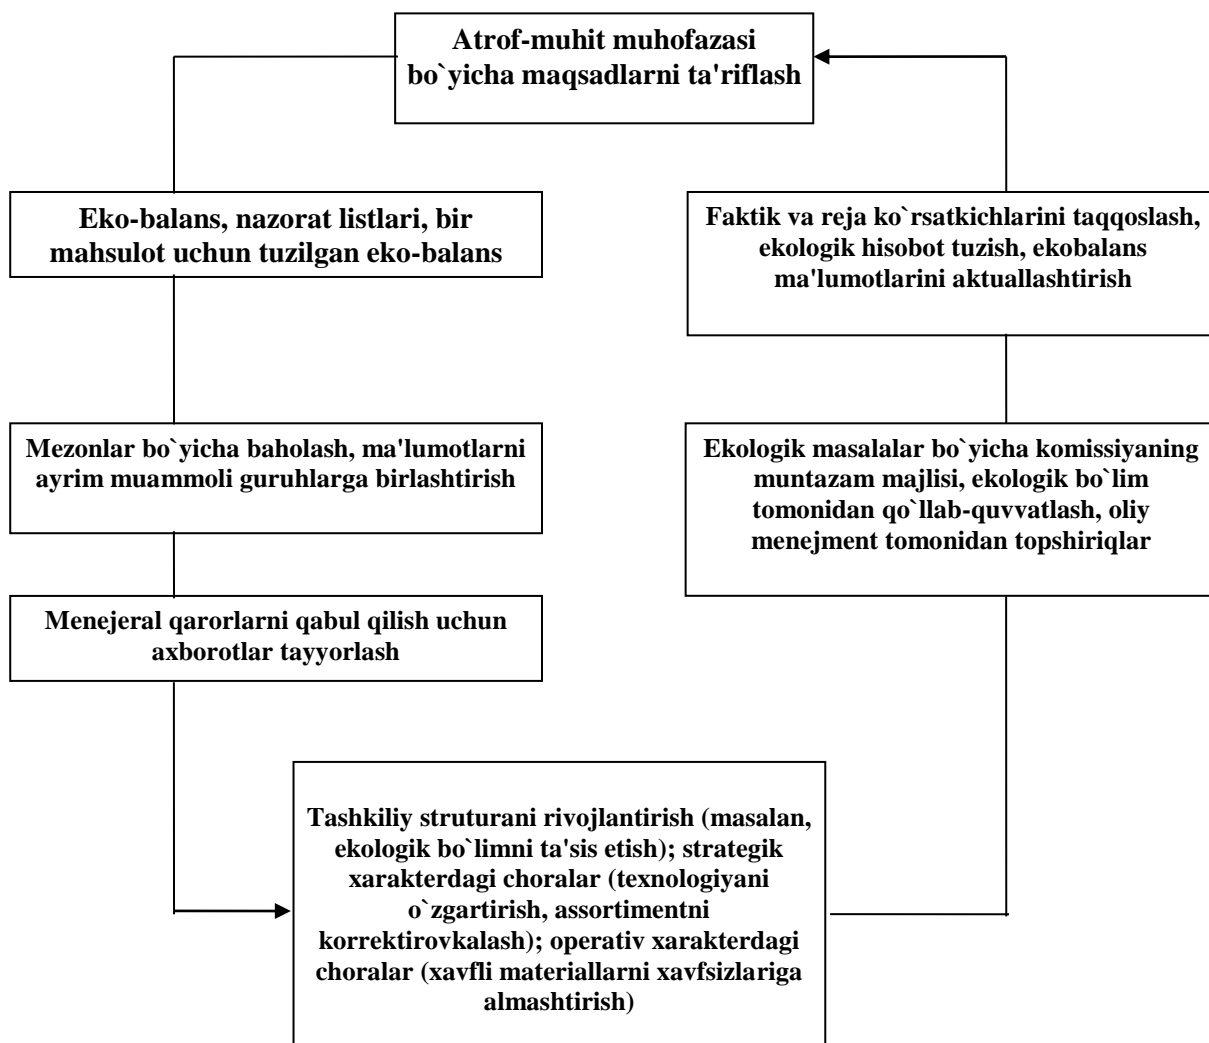 Atrof-muhit muhofazasi
bo`yicha maqsadlarni ta'riflash
Eko-balans, nazorat listlari, bir
mahsulot uchun tuzilgan eko-balans
Faktik va reja ko`rsatkichlarini taqqoslash,
ekologik hisobot tuzish, ekobalans
ma'lumotlarini aktuallashtirish
Mezonlar bo`yicha baholash, ma'lumotlarni
ayrim muammoli guruhlarga birlashtirish
Ekologik masalalar bo`yicha komissiyaning
muntazam majlisi, ekologik bo`lim
tomonidan qo`llab-quvvatlash, oliy
menejment tomonidan topshiriqlar
Menejeral qarorlarni qabul qilish uchun
axborotlar tayyorlash
Tashkiliy struturani rivojlantirish (masalan,
ekologik bo`limni ta'sis etish); strategik
xarakterdagi choralar (texnologiyani
o`zgartirish, assortimentni
korrektirovkalash); operativ xarakterdagi
choralar (xavfli materiallarni xavfsizlariga
almashtirish)